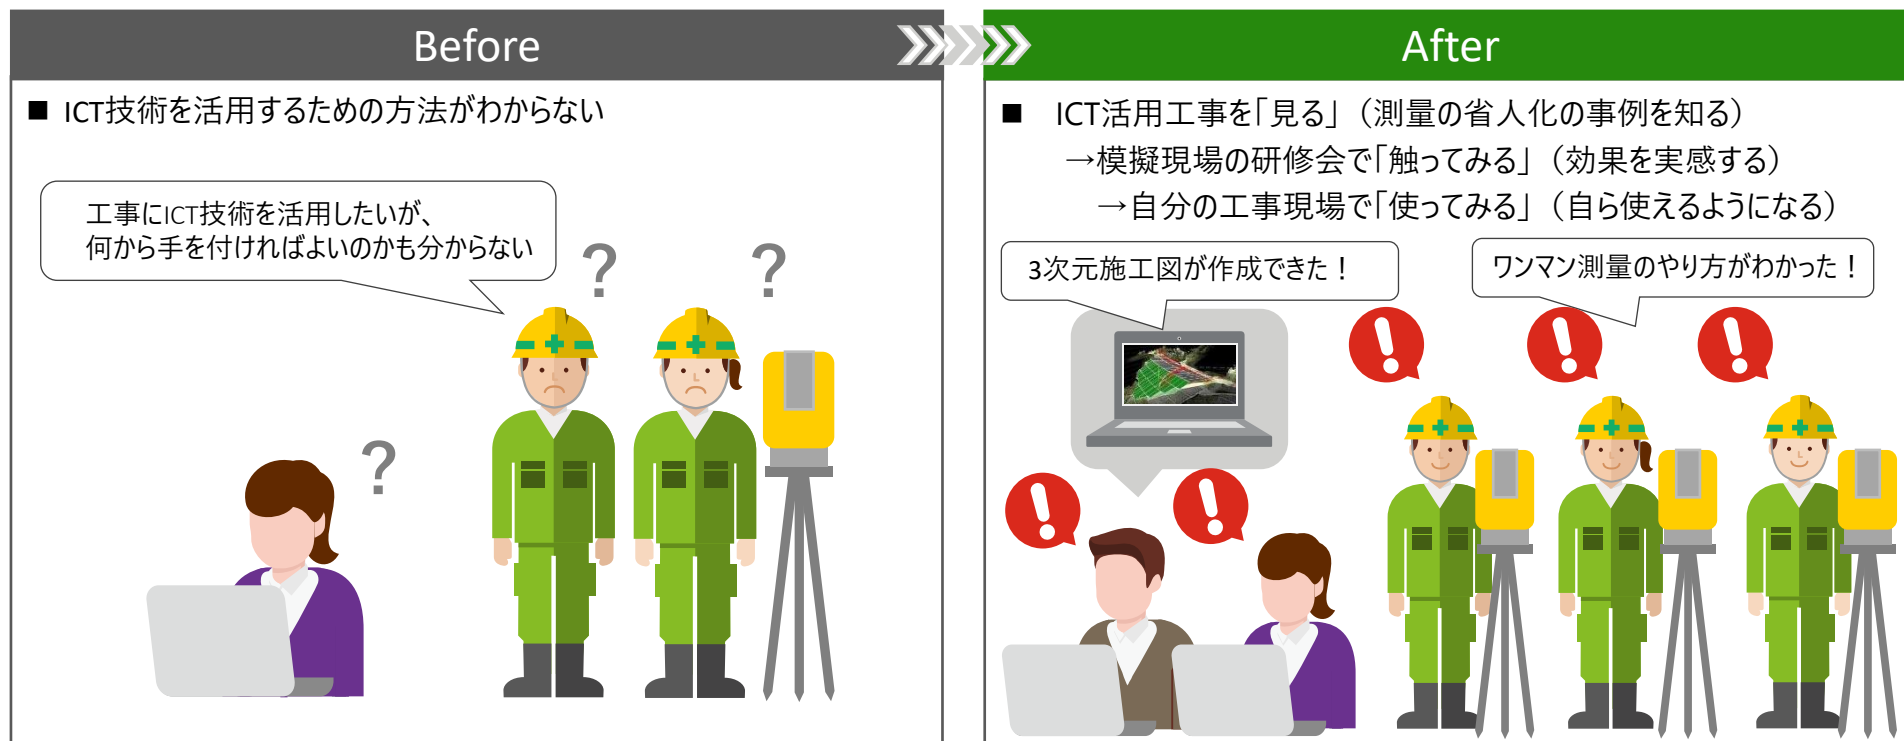 Before
■ ICT技術を活用するための方法がわからない
工事にICT技術を活用したいが、
何から手を付ければよいのかも分からない
?
?
?
After
■ ICT活用工事を「見る」（測量の省人化の事例を知る）
→模擬現場の研修会で「触ってみる」（効果を実感する）
→自分の工事現場で「使ってみる」（自ら使えるようになる）
3次元施工図が作成できた！
ワンマン測量のやり方がわかった！
!
!
!
!
!